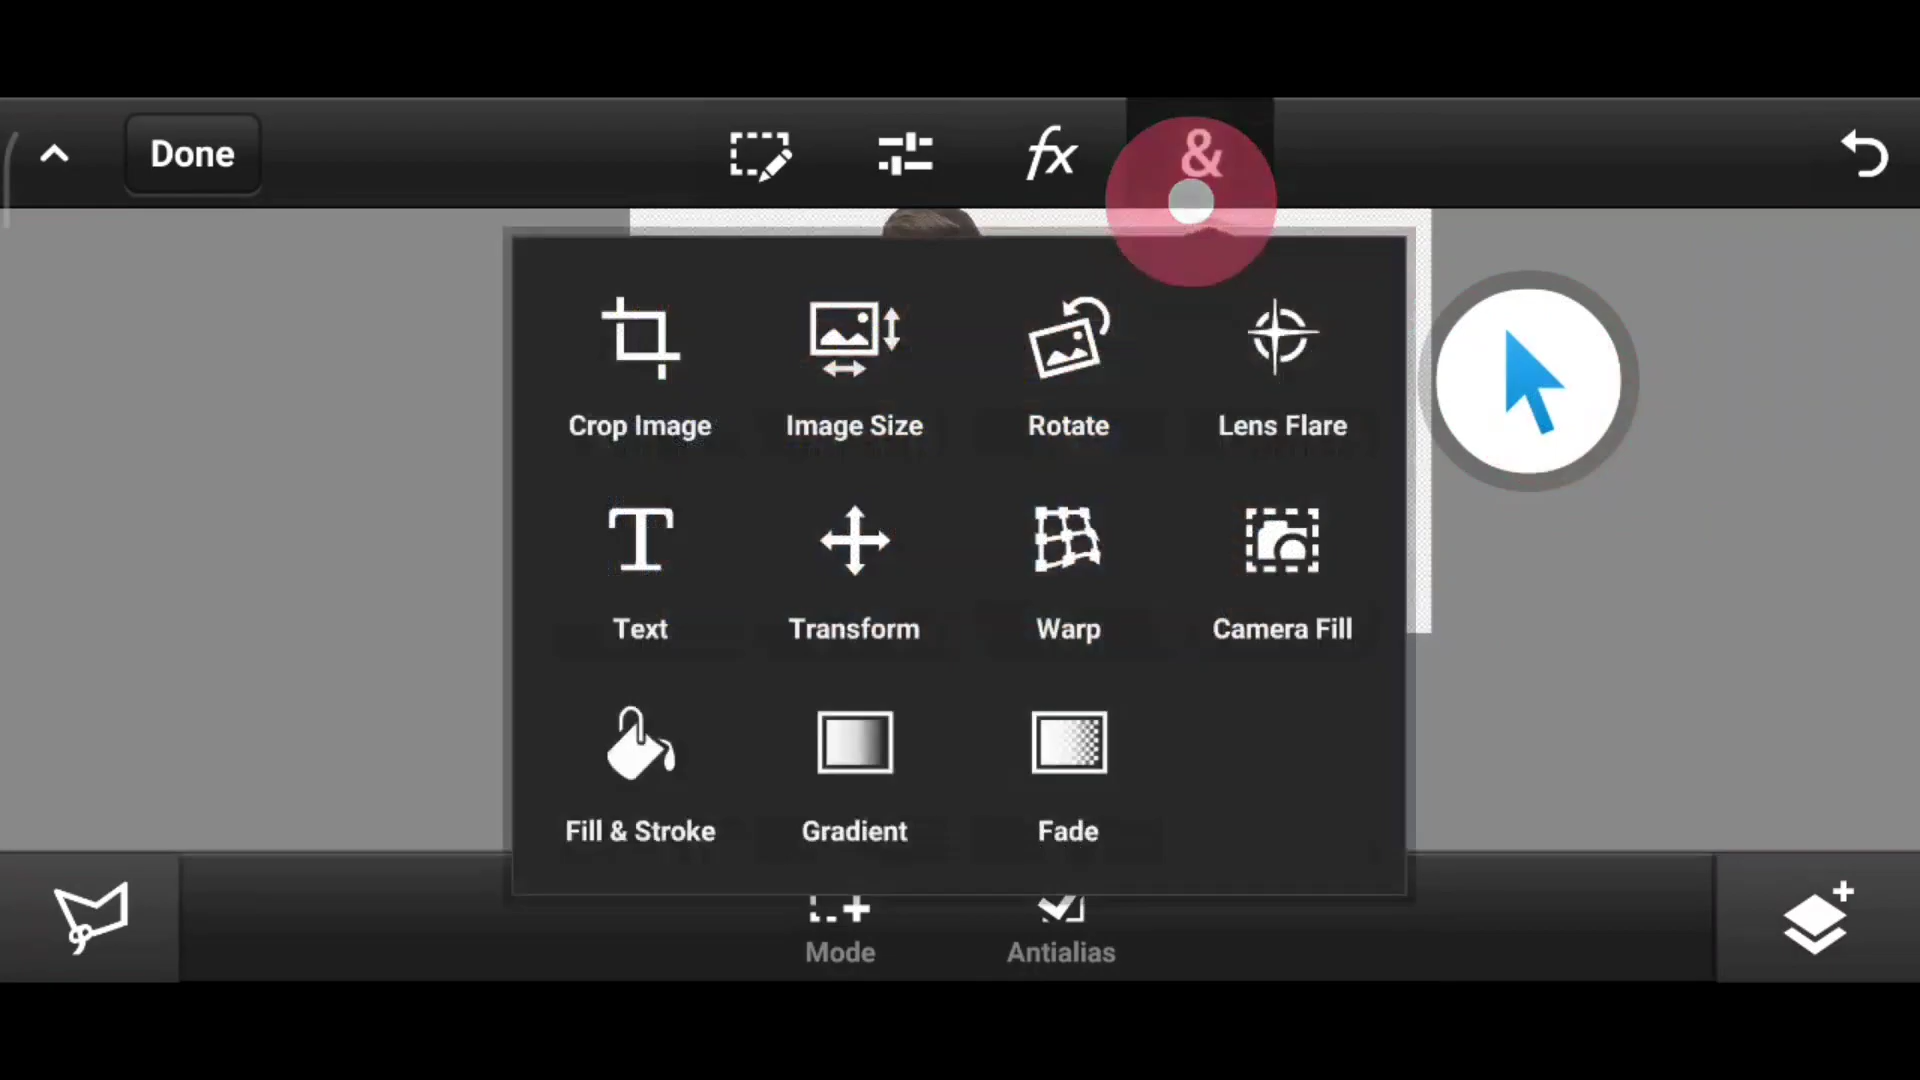 Done
fx
&
Crop Image
Image Size
Rotate
Lens Flare
Text
Transform
Warp
Camera Fill
Fill & Stroke
Gradient
Fade
Mode
Antialias